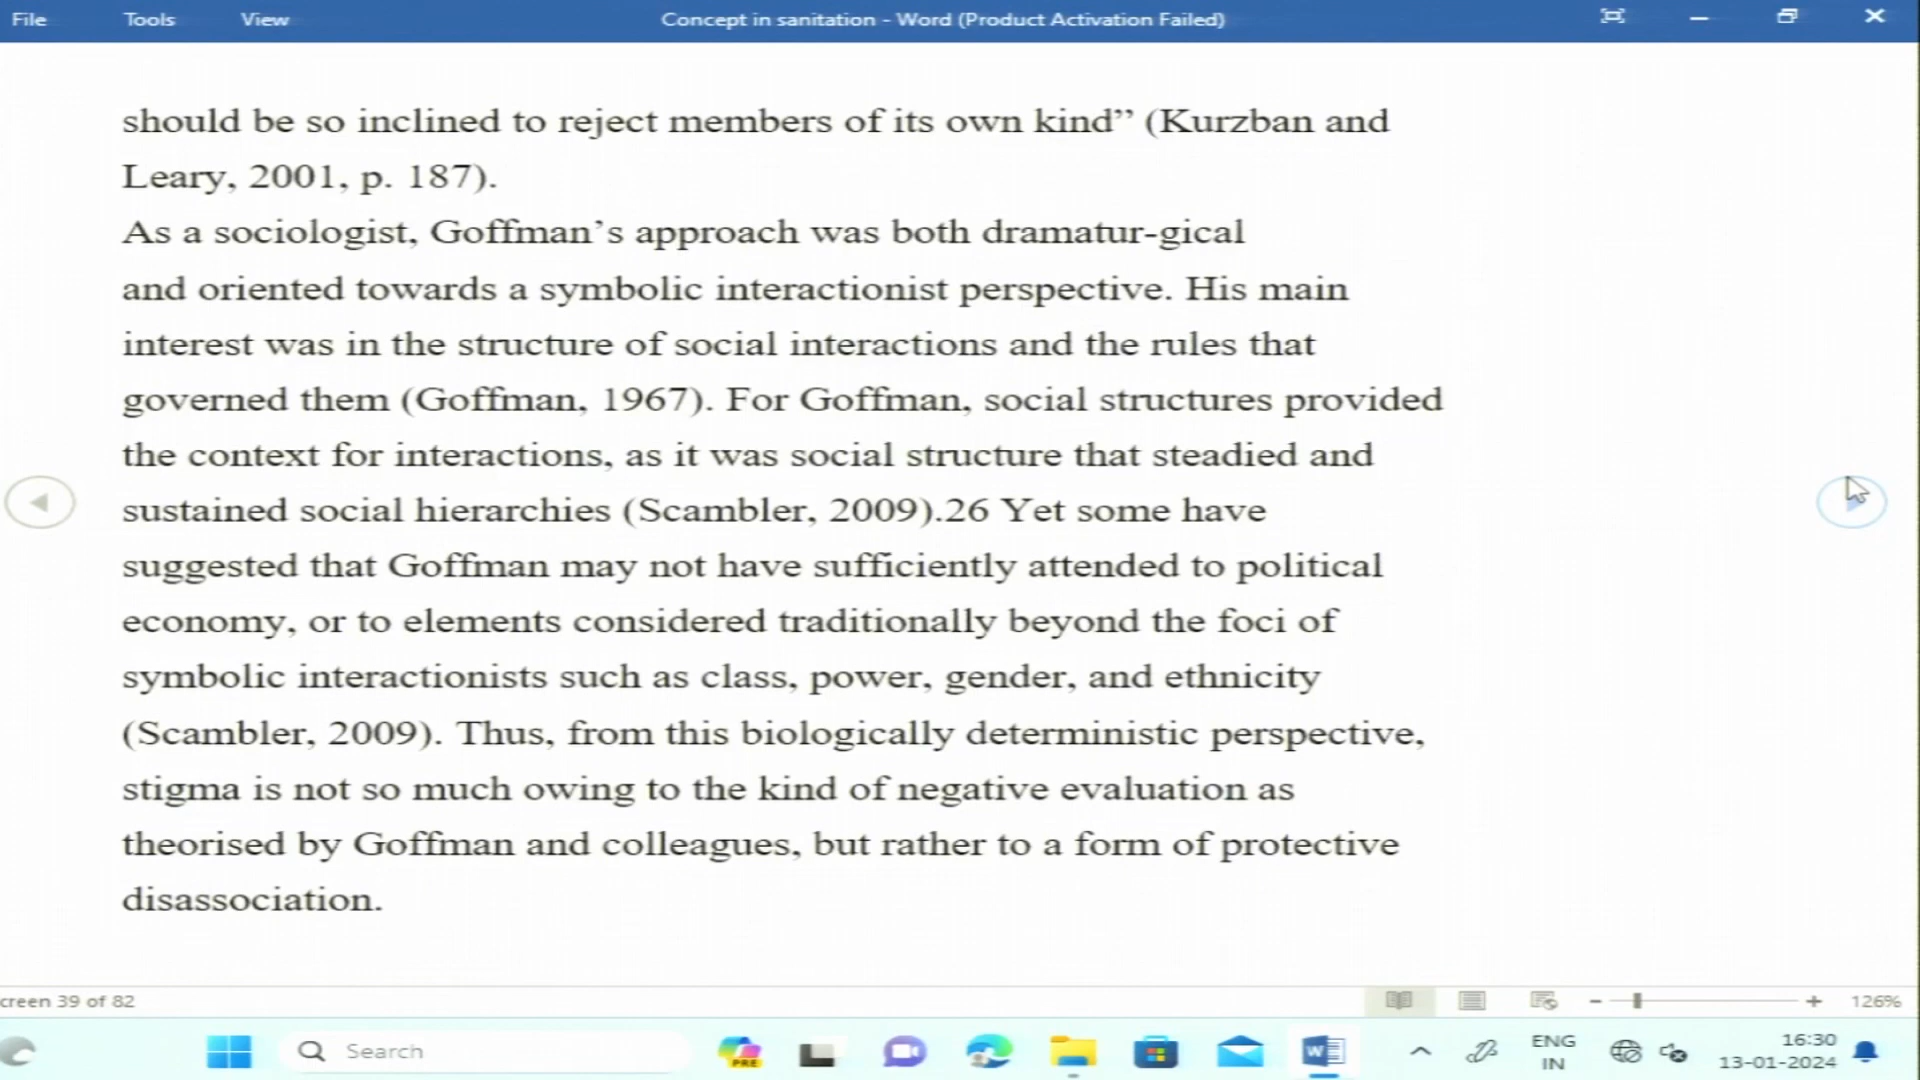 File Tools View Concept in sanitation - Word (Product Activation Failed)
should be so inclined to reject members of its own kind” (Kurzban and
Leary, 2001, p. 187).
As a sociologist, Goffman’s approach was both dramatur-gical
and oriented towards a symbolic interactionist perspective. His main
interest was in the structure of social interactions and the rules that
governed them (Goffman, 1967). For Goffman, social structures provided
the context for interactions, as it was social structure that steadied and
sustained social hierarchies (Scambler, 2009).26 Yet some have
suggested that Goffman may not have sufficiently attended to political
economy, or to elements considered traditionally beyond the foci of
symbolic interactionists such as class, power, gender, and ethnicity
(Scambler, 2009). Thus, from this biologically deterministic perspective,
stigma is not so much owing to the kind of negative evaluation as
theorised by Goffman and colleagues, but rather to a form of protective
disassociation.
creen 39 of 82 126%
Search PRE W ENG 16:30
IN 13-01-2024